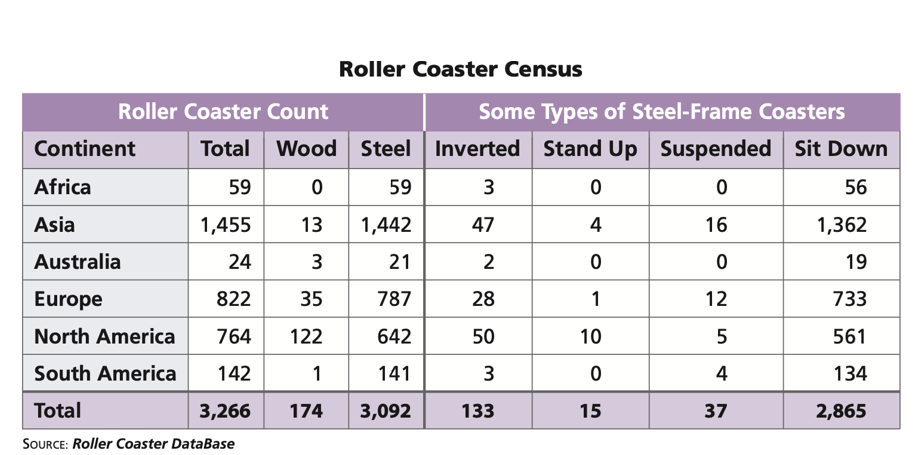 Roller Coaster Census
Roller Coaster Count Some Types of Steel-Frame Coasters
Continent Total Wood Steel Inverted Stand Up Suspended Sit Down
Africa 59 0 59 3 0 0 56
Asia 1,455 13 1,442 47 4 16 1,362
Australia 24 3 21 2 0 0 19
Europe 822 35 787 28 1 12 733
North America 764 122 642 50 10 5 561
South America 142 1 141 3 0 4 134
Total 3,266 174 3,092 133 15 37 2,865
SOURCE: Roller Coaster DataBase